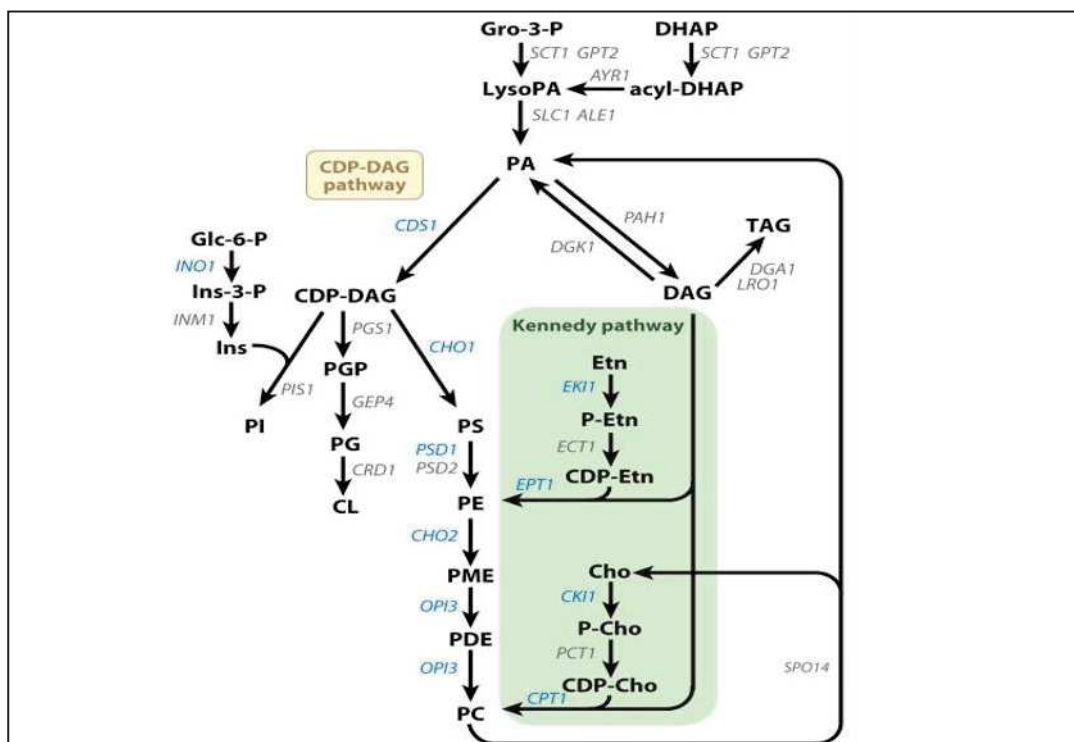 Gro-3-P
DHAP
SCT1 GPT2
SCT1 GPT2
AYR1
LysoPA
acyl-DHAP
SLC1 ALE1
PA
CDP-DAG
pathway
CDS1
PAH1
DGK1
TAG
DGA1
LRO1
DAG
Glc-6-P
INO1
Ins-3-P
INM1
Ins
CDP-DAG
PGS1
CHO1
PIS1
PI
PGP
GEP4
PG
CRD1
CL
PS
PSD1
PSD2
PE
CHO2
PME
OPI3
PDE
OPI3
PC
Kennedy pathway
Etn
EKI1
P-Etn
ECT1
CDP-Etn
EPT1
Cho
CKI1
P-Cho
PCT1
CDP-Cho
CPT1
SPO14